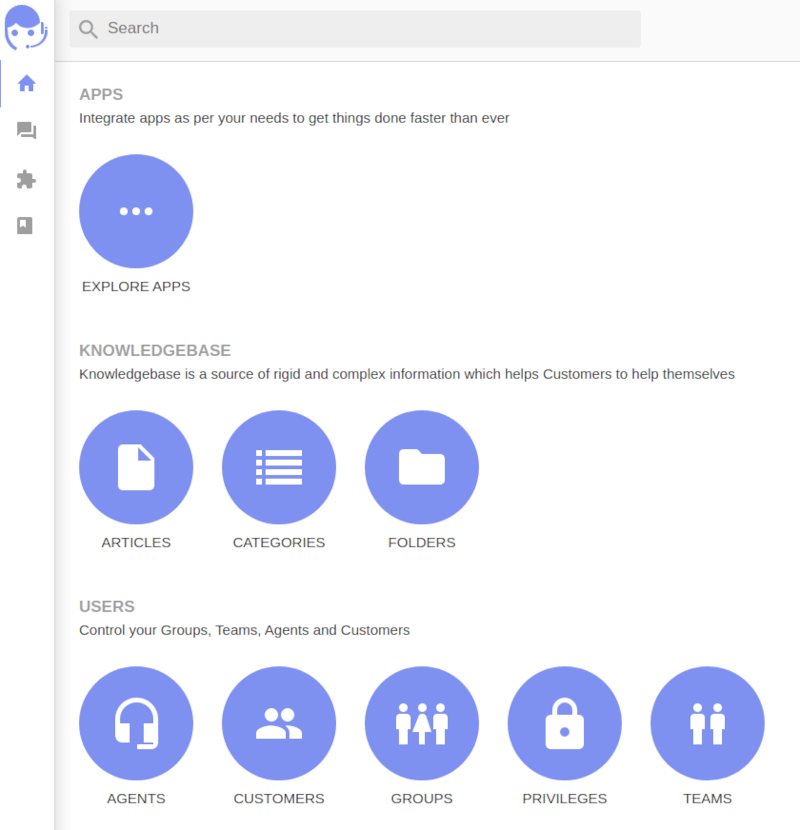 Search
APPS
Integrate apps as per your needs to get things done faster than ever
EXPLORE APPS
KNOWLEDGEBASE
Knowledgebase is a source of rigid and complex information which helps Customers to help themselves
ARTICLES CATEGORIES FOLDERS
USERS
Control your Groups, Teams, Agents and Customers
AGENTS CUSTOMERS GROUPS PRIVILEGES TEAMS